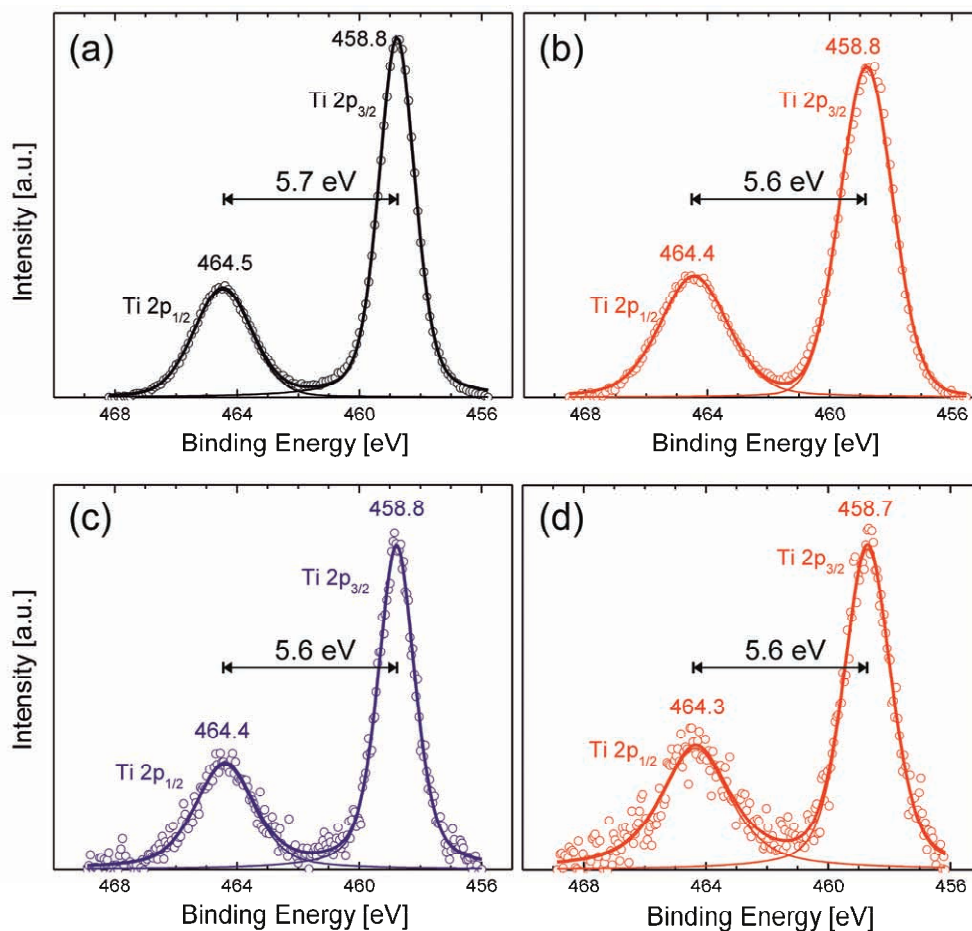 (a)
458.8
Ti 2p3/2
5.7 eV
464.5
Ti 2p1/2
Intensity [a.u.]
468 464 460 456
Binding Energy [eV]
(b)
458.8
Ti 2p3/2
5.6 eV
464.4
Ti 2p1/2
468 464 460 456
Binding Energy [eV]
(c)
458.8
Ti 2p3/2
5.6 eV
464.4
Ti 2p1/2
Intensity [a.u.]
468 464 460 456
Binding Energy [eV]
(d)
458.7
Ti 2p3/2
5.6 eV
464.3
Ti 2p1/2
468 464 460 456
Binding Energy [eV]